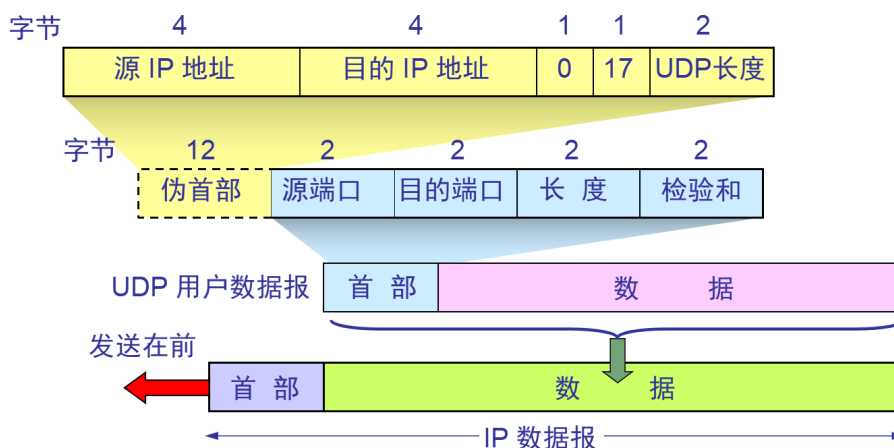 字节 4 4 1 1 2
源 IP 地址 目的 IP 地址 0 17 UDP长度
字节 12 2 2 2 2
伪首部 源端口 目的端口 长 度 检验和
UDP 用户数据报 首 部 数 据
发送在前
首 部 数 据
IP 数据报